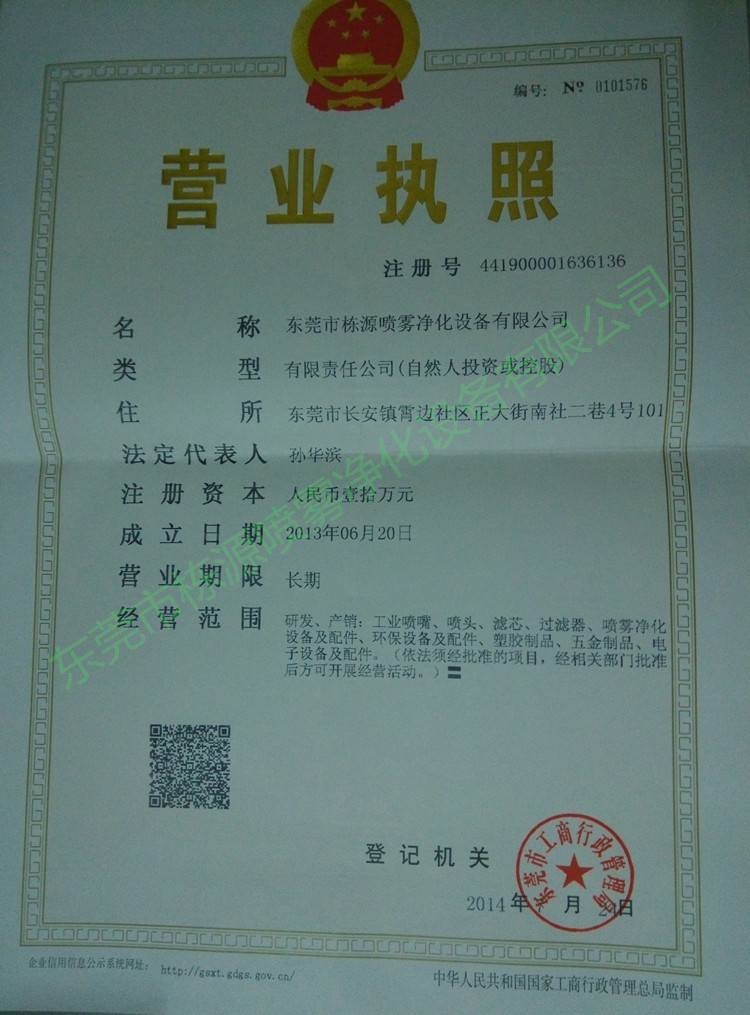 编号: № 0101576
营业执照
注册号 441900001636136
名称 东莞市栋源喷雾净化设备有限公司
类型 有限责任公司(自然人投资或控股)
住所 东莞市长安镇霄边社区正大街南社二巷4号101
法定代表人 孙华滨
注册资本 人民币壹拾万元
成立日期 2013年06月20日
营业期限 长期
经营范围 研发、产销：工业喷嘴、喷头、滤芯、过滤器、喷雾净化
设备及配件、环保设备及配件、塑胶制品、五金制品、电
子设备及配件。（依法须经批准的项目，经相关部门批准
后方可开展经营活动。）
东莞市栋源喷雾净化设备有限公司
登记机关
东莞市工商行政管理局
2014年 月 日
企业信用信息公示系统网址: http://gsxt.gdgs.gov.cn/
中华人民共和国国家工商行政管理总局监制